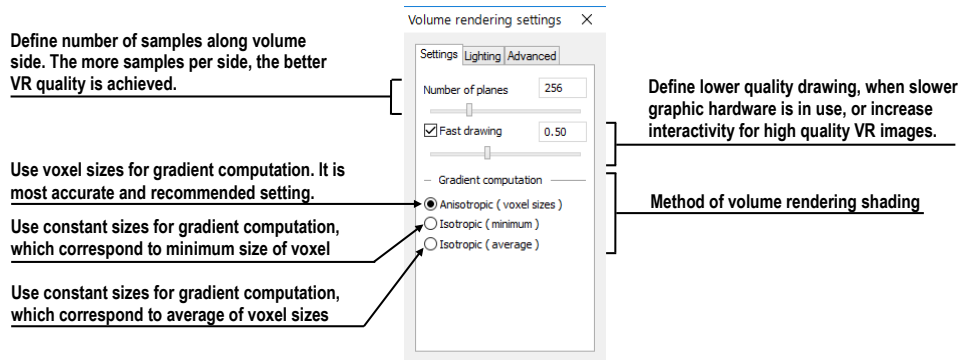 Volume rendering settings
Define number of samples along volume
side. The more samples per side, the better
VR quality is achieved.
Settings Lighting Advanced
Number of planes 256
Fast drawing 0.50
Define lower quality drawing, when slower
graphic hardware is in use, or increase
interactivity for high quality VR images.
Use voxel sizes for gradient computation. It is
most accurate and recommended setting.
Gradient computation
Anisotropic ( voxel sizes )
Isotropic ( minimum )
Isotropic ( average )
Method of volume rendering shading
Use constant sizes for gradient computation,
which correspond to minimum size of voxel
Use constant sizes for gradient computation,
which correspond to average of voxel sizes